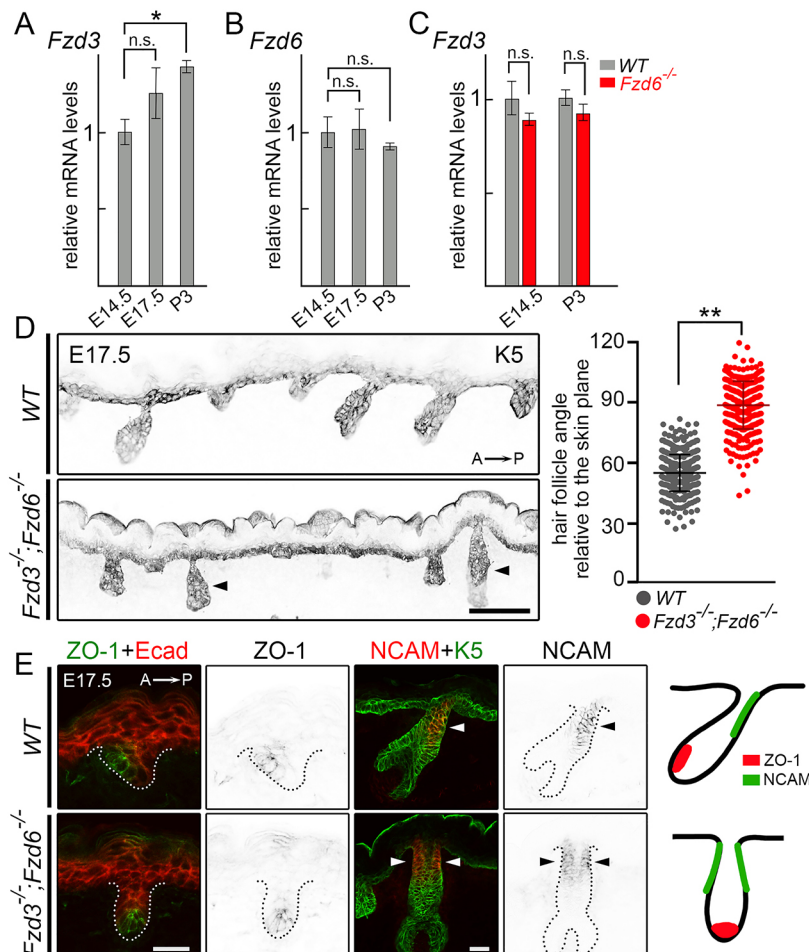 A
Fzd3
*
n.s.
relative mRNA levels
1
E14.5
E17.5
P3
B
Fzd6
n.s.
n.s.
relative mRNA levels
1
E14.5
E17.5
P3
C
Fzd3
n.s.
n.s.
WT
Fzd6-/-
relative mRNA levels
1
E14.5
P3
D
E17.5
K5
WT
A→P
Fzd3-/-;Fzd6-/-
**
hair follicle angle
relative to the skin plane
120
90
60
30
0
WT
Fzd3-/-;Fzd6-/-
E
ZO-1+Ecad
ZO-1
NCAM+K5
NCAM
E17.5
A→P
WT
ZO-1
NCAM
Fzd3-/-;Fzd6-/-